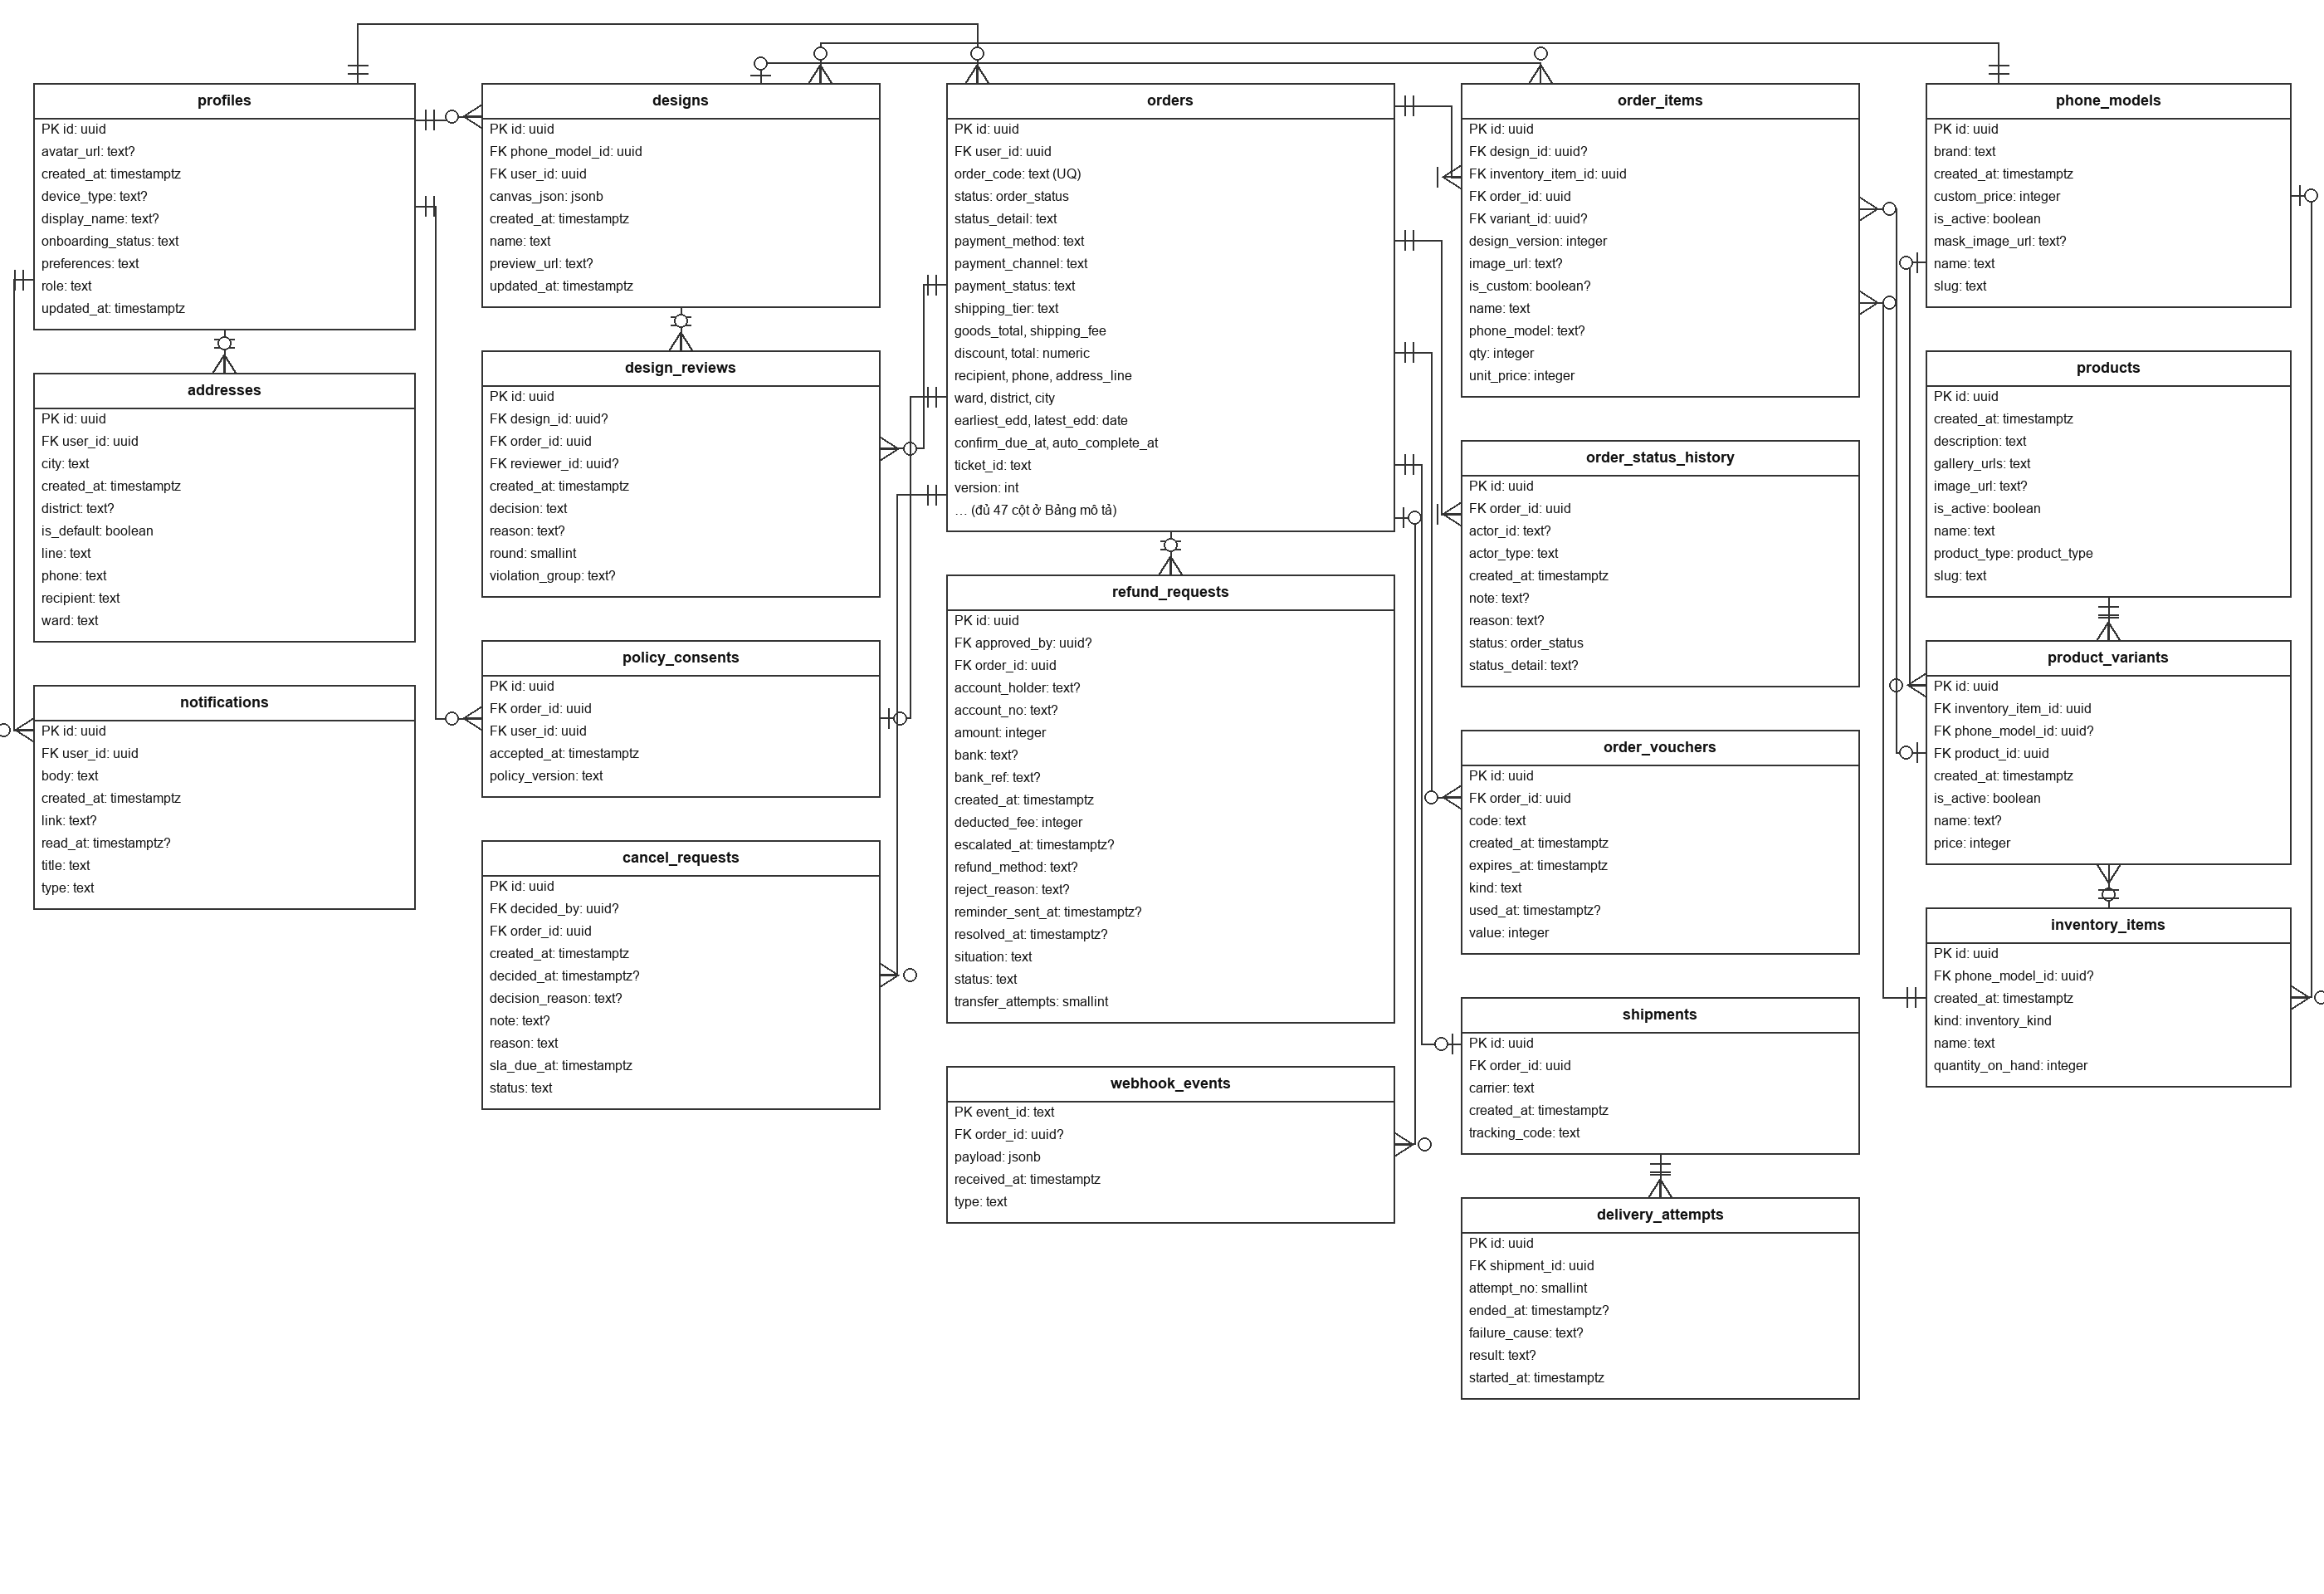 profiles
PK id: uuid
avatar_url: text?
created_at: timestamptz
device_type: text?
display_name: text?
onboarding_status: text
preferences: text
role: text
updated_at: timestamptz
addresses
PK id: uuid
FK user_id: uuid
city: text
created_at: timestamptz
district: text?
is_default: boolean
line: text
phone: text
recipient: text
ward: text
notifications
PK id: uuid
FK user_id: uuid
body: text
created_at: timestamptz
link: text?
read_at: timestamptz?
title: text
type: text
designs
PK id: uuid
FK phone_model_id: uuid
FK user_id: uuid
canvas_json: jsonb
created_at: timestamptz
name: text
preview_url: text?
updated_at: timestamptz
design_reviews
PK id: uuid
FK design_id: uuid?
FK order_id: uuid
FK reviewer_id: uuid?
created_at: timestamptz
decision: text
reason: text?
round: smallint
violation_group: text?
policy_consents
PK id: uuid
FK order_id: uuid
FK user_id: uuid
accepted_at: timestamptz
policy_version: text
cancel_requests
PK id: uuid
FK decided_by: uuid?
FK order_id: uuid
created_at: timestamptz
decided_at: timestamptz?
decision_reason: text?
note: text?
reason: text
sla_due_at: timestamptz
status: text
orders
PK id: uuid
FK user_id: uuid
order_code: text (UQ)
status: order_status
status_detail: text
payment_method: text
payment_channel: text
payment_status: text
shipping_tier: text
goods_total, shipping_fee
discount, total: numeric
recipient, phone, address_line
ward, district, city
earliest_edd, latest_edd: date
confirm_due_at, auto_complete_at
ticket_id: text
version: int
… (đủ 47 cột ở Bảng mô tả)
refund_requests
PK id: uuid
FK approved_by: uuid?
FK order_id: uuid
account_holder: text?
account_no: text?
amount: integer
bank: text?
bank_ref: text?
created_at: timestamptz
deducted_fee: integer
escalated_at: timestamptz?
refund_method: text?
reject_reason: text?
reminder_sent_at: timestamptz?
resolved_at: timestamptz?
situation: text
status: text
transfer_attempts: smallint
webhook_events
PK event_id: text
FK order_id: uuid?
payload: jsonb
received_at: timestamptz
type: text
order_items
PK id: uuid
FK design_id: uuid?
FK inventory_item_id: uuid
FK order_id: uuid
FK variant_id: uuid?
design_version: integer
image_url: text?
is_custom: boolean?
name: text
phone_model: text?
qty: integer
unit_price: integer
order_status_history
PK id: uuid
FK order_id: uuid
actor_id: text?
actor_type: text
created_at: timestamptz
note: text?
reason: text?
status: order_status
status_detail: text?
order_vouchers
PK id: uuid
FK order_id: uuid
code: text
created_at: timestamptz
expires_at: timestamptz
kind: text
used_at: timestamptz?
value: integer
shipments
PK id: uuid
FK order_id: uuid
carrier: text
created_at: timestamptz
tracking_code: text
delivery_attempts
PK id: uuid
FK shipment_id: uuid
attempt_no: smallint
ended_at: timestamptz?
failure_cause: text?
result: text?
started_at: timestamptz
phone_models
PK id: uuid
brand: text
created_at: timestamptz
custom_price: integer
is_active: boolean
mask_image_url: text?
name: text
slug: text
products
PK id: uuid
created_at: timestamptz
description: text
gallery_urls: text
image_url: text?
is_active: boolean
name: text
product_type: product_type
slug: text
product_variants
PK id: uuid
FK inventory_item_id: uuid
FK phone_model_id: uuid?
FK product_id: uuid
created_at: timestamptz
is_active: boolean
name: text?
price: integer
inventory_items
PK id: uuid
FK phone_model_id: uuid?
created_at: timestamptz
kind: inventory_kind
name: text
quantity_on_hand: integer